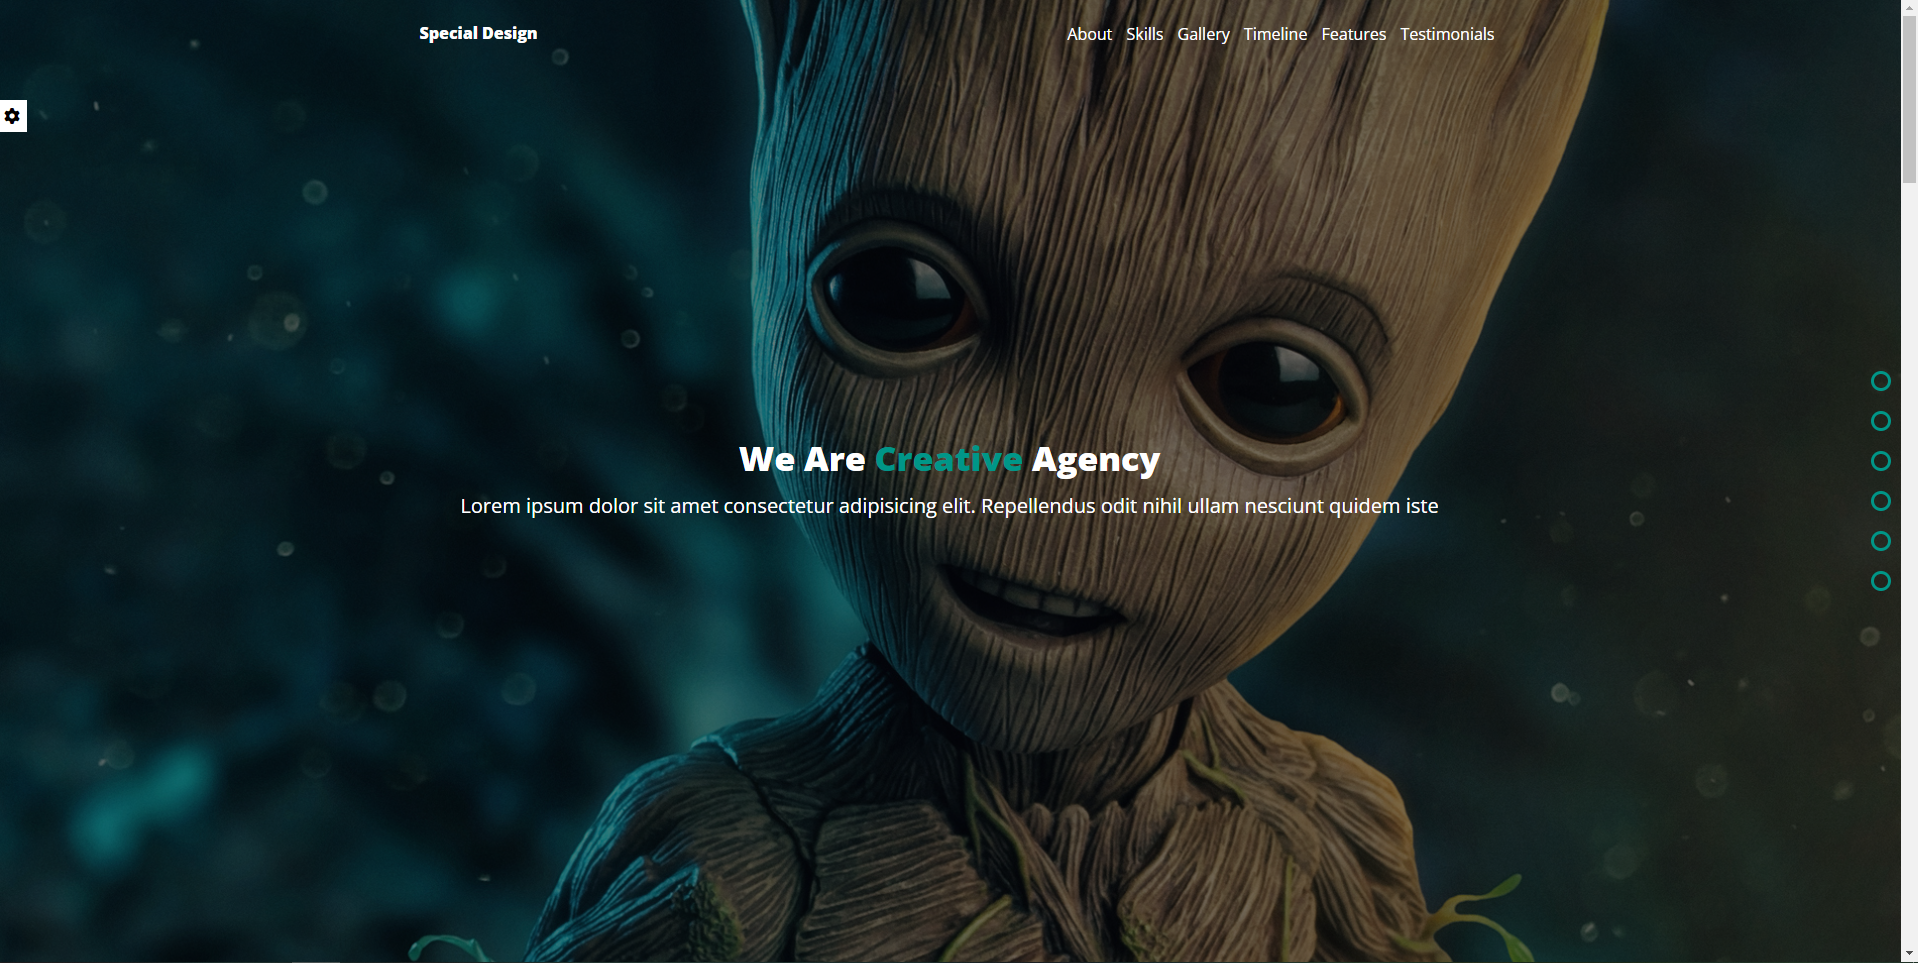 Special Design
About Skills Gallery Timeline Features Testimonials
We Are Creative Agency
Lorem ipsum dolor sit amet consectetur adipisicing elit. Repellendus odit nihil ullam nesciunt quidem iste